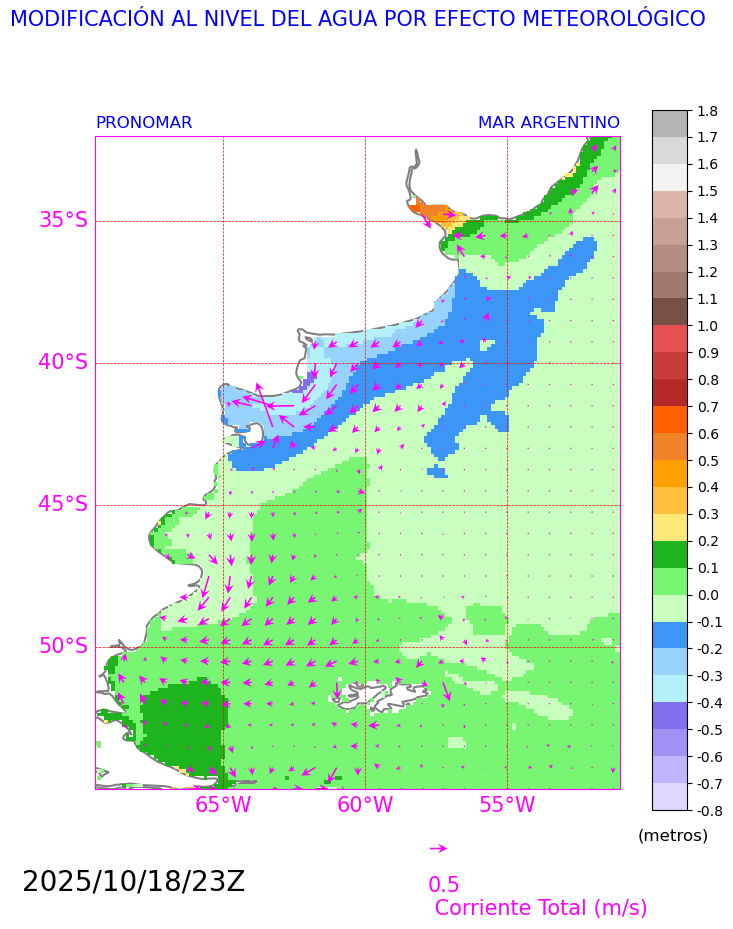 MODIFICACIÓN AL NIVEL DEL AGUA POR EFECTO METEOROLÓGICO
PRONOMAR
MAR ARGENTINO
35°S
40°S
45°S
50°S
65°W
60°W
55°W
1.8
1.7
1.6
1.5
1.4
1.3
1.2
1.1
1.0
0.9
0.8
0.7
0.6
0.5
0.4
0.3
0.2
0.1
0.0
-0.1
-0.2
-0.3
-0.4
-0.5
-0.6
-0.7
-0.8
(metros)
2025/10/18/23Z
0.5
Corriente Total (m/s)